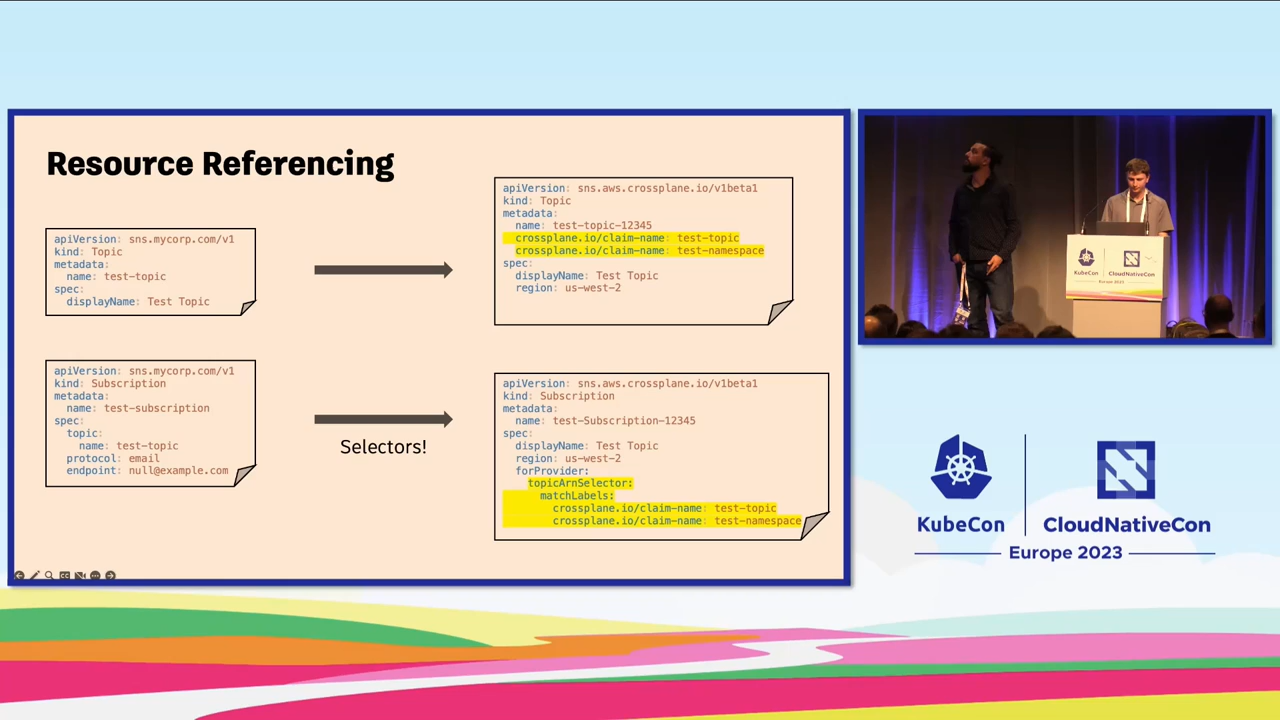 Resource Referencing
apiVersion: sns.mycorp.com/v1
kind: Topic
metadata:
name: test-topic
spec:
displayName: Test Topic
apiVersion: sns.aws.crossplane.io/v1beta1
kind: Topic
metadata:
name: test-topic-12345
crossplane.io/claim-name: test-topic
crossplane.io/claim-name: test-namespace
spec:
displayName: Test Topic
region: us-west-2
apiVersion: sns.mycorp.com/v1
kind: Subscription
metadata:
name: test-subscription
spec:
topic:
name: test-topic
protocol: email
endpoint: null@example.com
Selectors!
apiVersion: sns.aws.crossplane.io/v1beta1
kind: Subscription
metadata:
name: test-Subscription-12345
spec:
displayName: Test Topic
region: us-west-2
forProvider:
topicArnSelector:
matchLabels:
crossplane.io/claim-name: test-topic
crossplane.io/claim-name: test-namespace
KubeCon CloudNativeCon
Europe 2023
KubeCon CloudNativeCon
Europe 2023